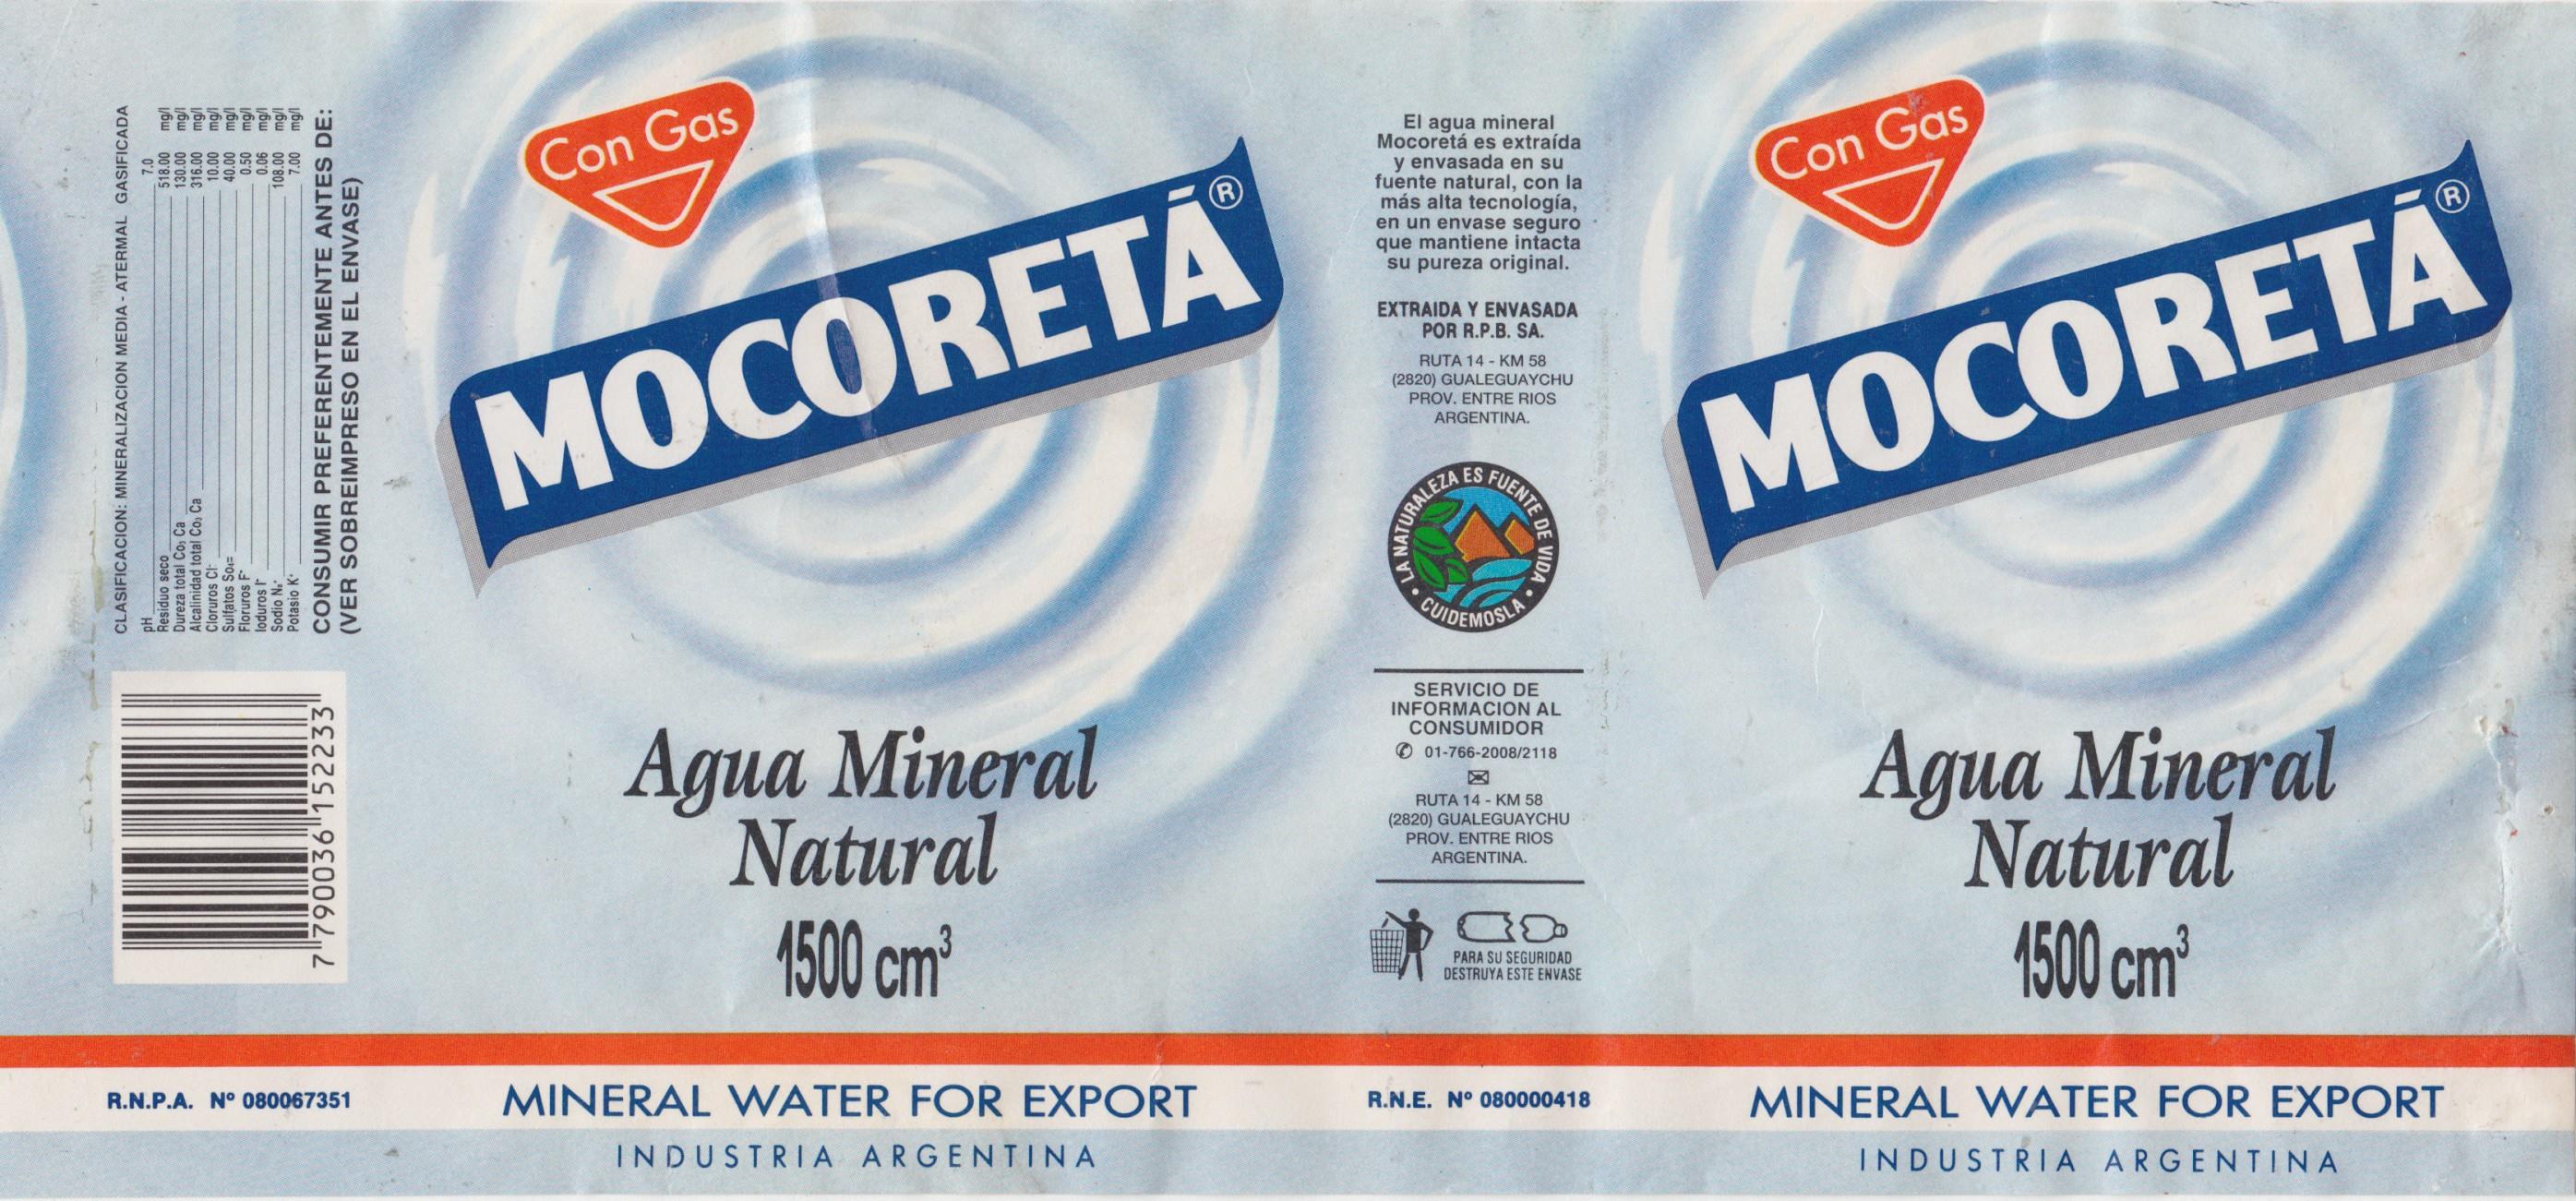 CLASIFICACION: MINERALIZACION MEDIA - ATERMAL GASIFICADA
pH 7.0
Residuo seco 518.00 mg/l
Dureza total Co₃ Ca 130.00 mg/l
Alcalinidad total Co₃ Ca 316.00 mg/l
Cloruros Cl⁻ 10.00 mg/l
Sulfatos So₄= 40.00 mg/l
Floruros F⁻ 0.50 mg/l
Ioduros I⁻ 0.06 mg/l
Sodio Nₐ⁺ 108.00 mg/l
Potasio K⁺ 7.00 mg/l
CONSUMIR PREFERENTEMENTE ANTES DE:
(VER SOBREIMPRESO EN EL ENVASE)
7 790036 152233
R.N.P.A. Nº 080067351
Con Gas
MOCORETÁ®
Agua Mineral
Natural
1500 cm³
MINERAL WATER FOR EXPORT
INDUSTRIA ARGENTINA
El agua mineral
Mocoretá es extraída
y envasada en su
fuente natural, con la
más alta tecnología,
en un envase seguro
que mantiene intacta
su pureza original.
EXTRAIDA Y ENVASADA
POR R.P.B. SA.
RUTA 14 - KM 58
(2820) GUALEGUAYCHU
PROV. ENTRE RIOS
ARGENTINA.
LA NATURALEZA ES FUENTE DE VIDA
• CUIDEMOSLA •
SERVICIO DE
INFORMACION AL
CONSUMIDOR
✆ 01-766-2008/2118
RUTA 14 - KM 58
(2820) GUALEGUAYCHU
PROV. ENTRE RIOS
ARGENTINA.
PARA SU SEGURIDAD
DESTRUYA ESTE ENVASE
R.N.E. Nº 080000418
Con Gas
MOCORETÁ®
Agua Mineral
Natural
1500 cm³
MINERAL WATER FOR EXPORT
INDUSTRIA ARGENTINA